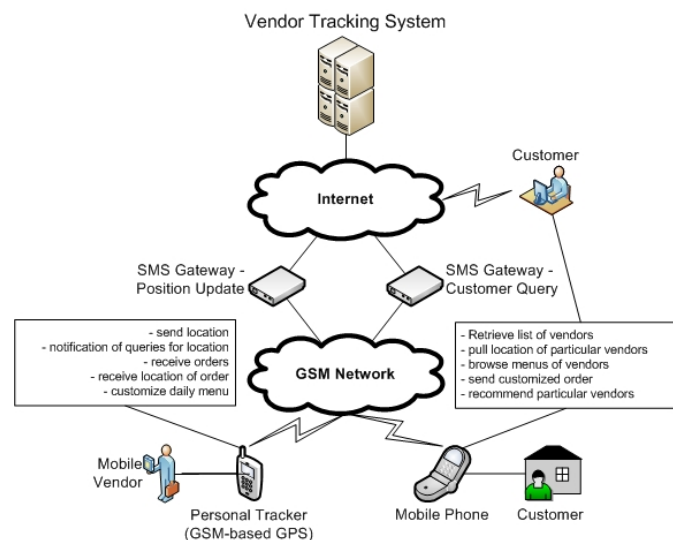 Vendor Tracking System
Customer
Internet
SMS Gateway -
Position Update
SMS Gateway -
Customer Query
- send location
- notification of queries for location
- receive orders
- receive location of order
- customize daily menu
GSM Network
- Retrieve list of vendors
- pull location of particular vendors
- browse menus of vendors
- send customized order
- recommend particular vendors
Mobile
Vendor
Personal Tracker
(GSM-based GPS)
Mobile Phone
Customer